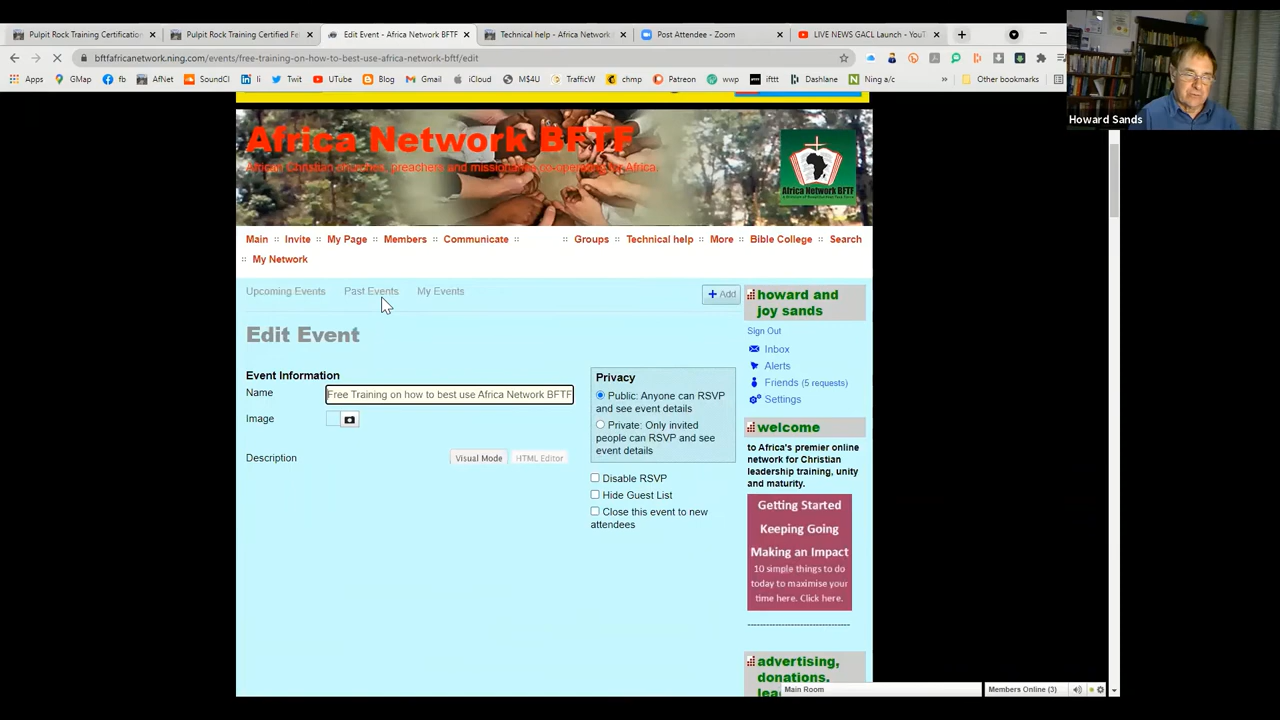 Pulpit Rock Training Certification
Pulpit Rock Training Certified Fel
Edit Event - Africa Network BFTF
Technical help - Africa Network
Post Attendee - Zoom
LIVE NEWS GACL Launch - YouT
bftfafricanetwork.ning.com/events/free-training-on-how-to-best-use-africa-network-bftf/edit
Apps
GMap
fb
AfNet
SoundCl
li
Twit
UTube
Blog
Gmail
iCloud
MS4U
TrafficW
chmp
Patreon
wwp
ifttt
Dashlane
Ning a/c
»
Other bookmarks
Howard Sands
Africa Network BFTF
African Christian churches, preachers and missionaries co-operating for Africa.
Africa Network BFTF
Main :: Invite :: My Page :: Members :: Communicate :: :: Groups :: Technical help :: More :: Bible College :: Search
:: My Network
Upcoming Events Past Events My Events
+ Add
Edit Event
Event Information
Name
Free Training on how to best use Africa Network BFTF
Image
Description
Visual Mode
HTML Editor
Privacy
Public: Anyone can RSVP
and see event details
Private: Only invited
people can RSVP and see
event details
Disable RSVP
Hide Guest List
Close this event to new
attendees
howard and
joy sands
Sign Out
Inbox
Alerts
Friends (5 requests)
Settings
welcome
to Africa's premier online
network for Christian
leadership training, unity
and maturity.
Getting Started
Keeping Going
Making an Impact
10 simple things to do
today to maximise your
time here. Click here.
--------------------------------
advertising,
donations,
Main Room
Members Online (3)